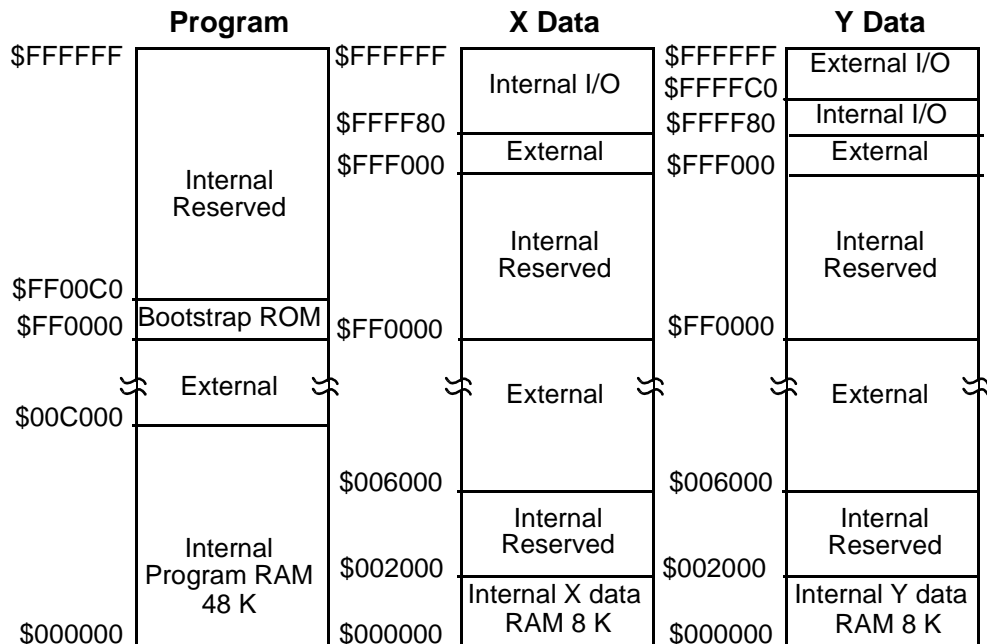 Program
$FFFFFF
Internal
Reserved
$FF00C0
Bootstrap ROM
$FF0000
External
$00C000
Internal
Program RAM
48 K
$000000
X Data
$FFFFFF
Internal I/O
$FFFF80
External
$FFF000
Internal
Reserved
$FF0000
External
$006000
Internal
Reserved
$002000
Internal X data
RAM 8 K
$000000
Y Data
$FFFFFF
External I/O
$FFFFC0
Internal I/O
$FFFF80
External
$FFF000
Internal
Reserved
$FF0000
External
$006000
Internal
Reserved
$002000
Internal Y data
RAM 8 K
$000000